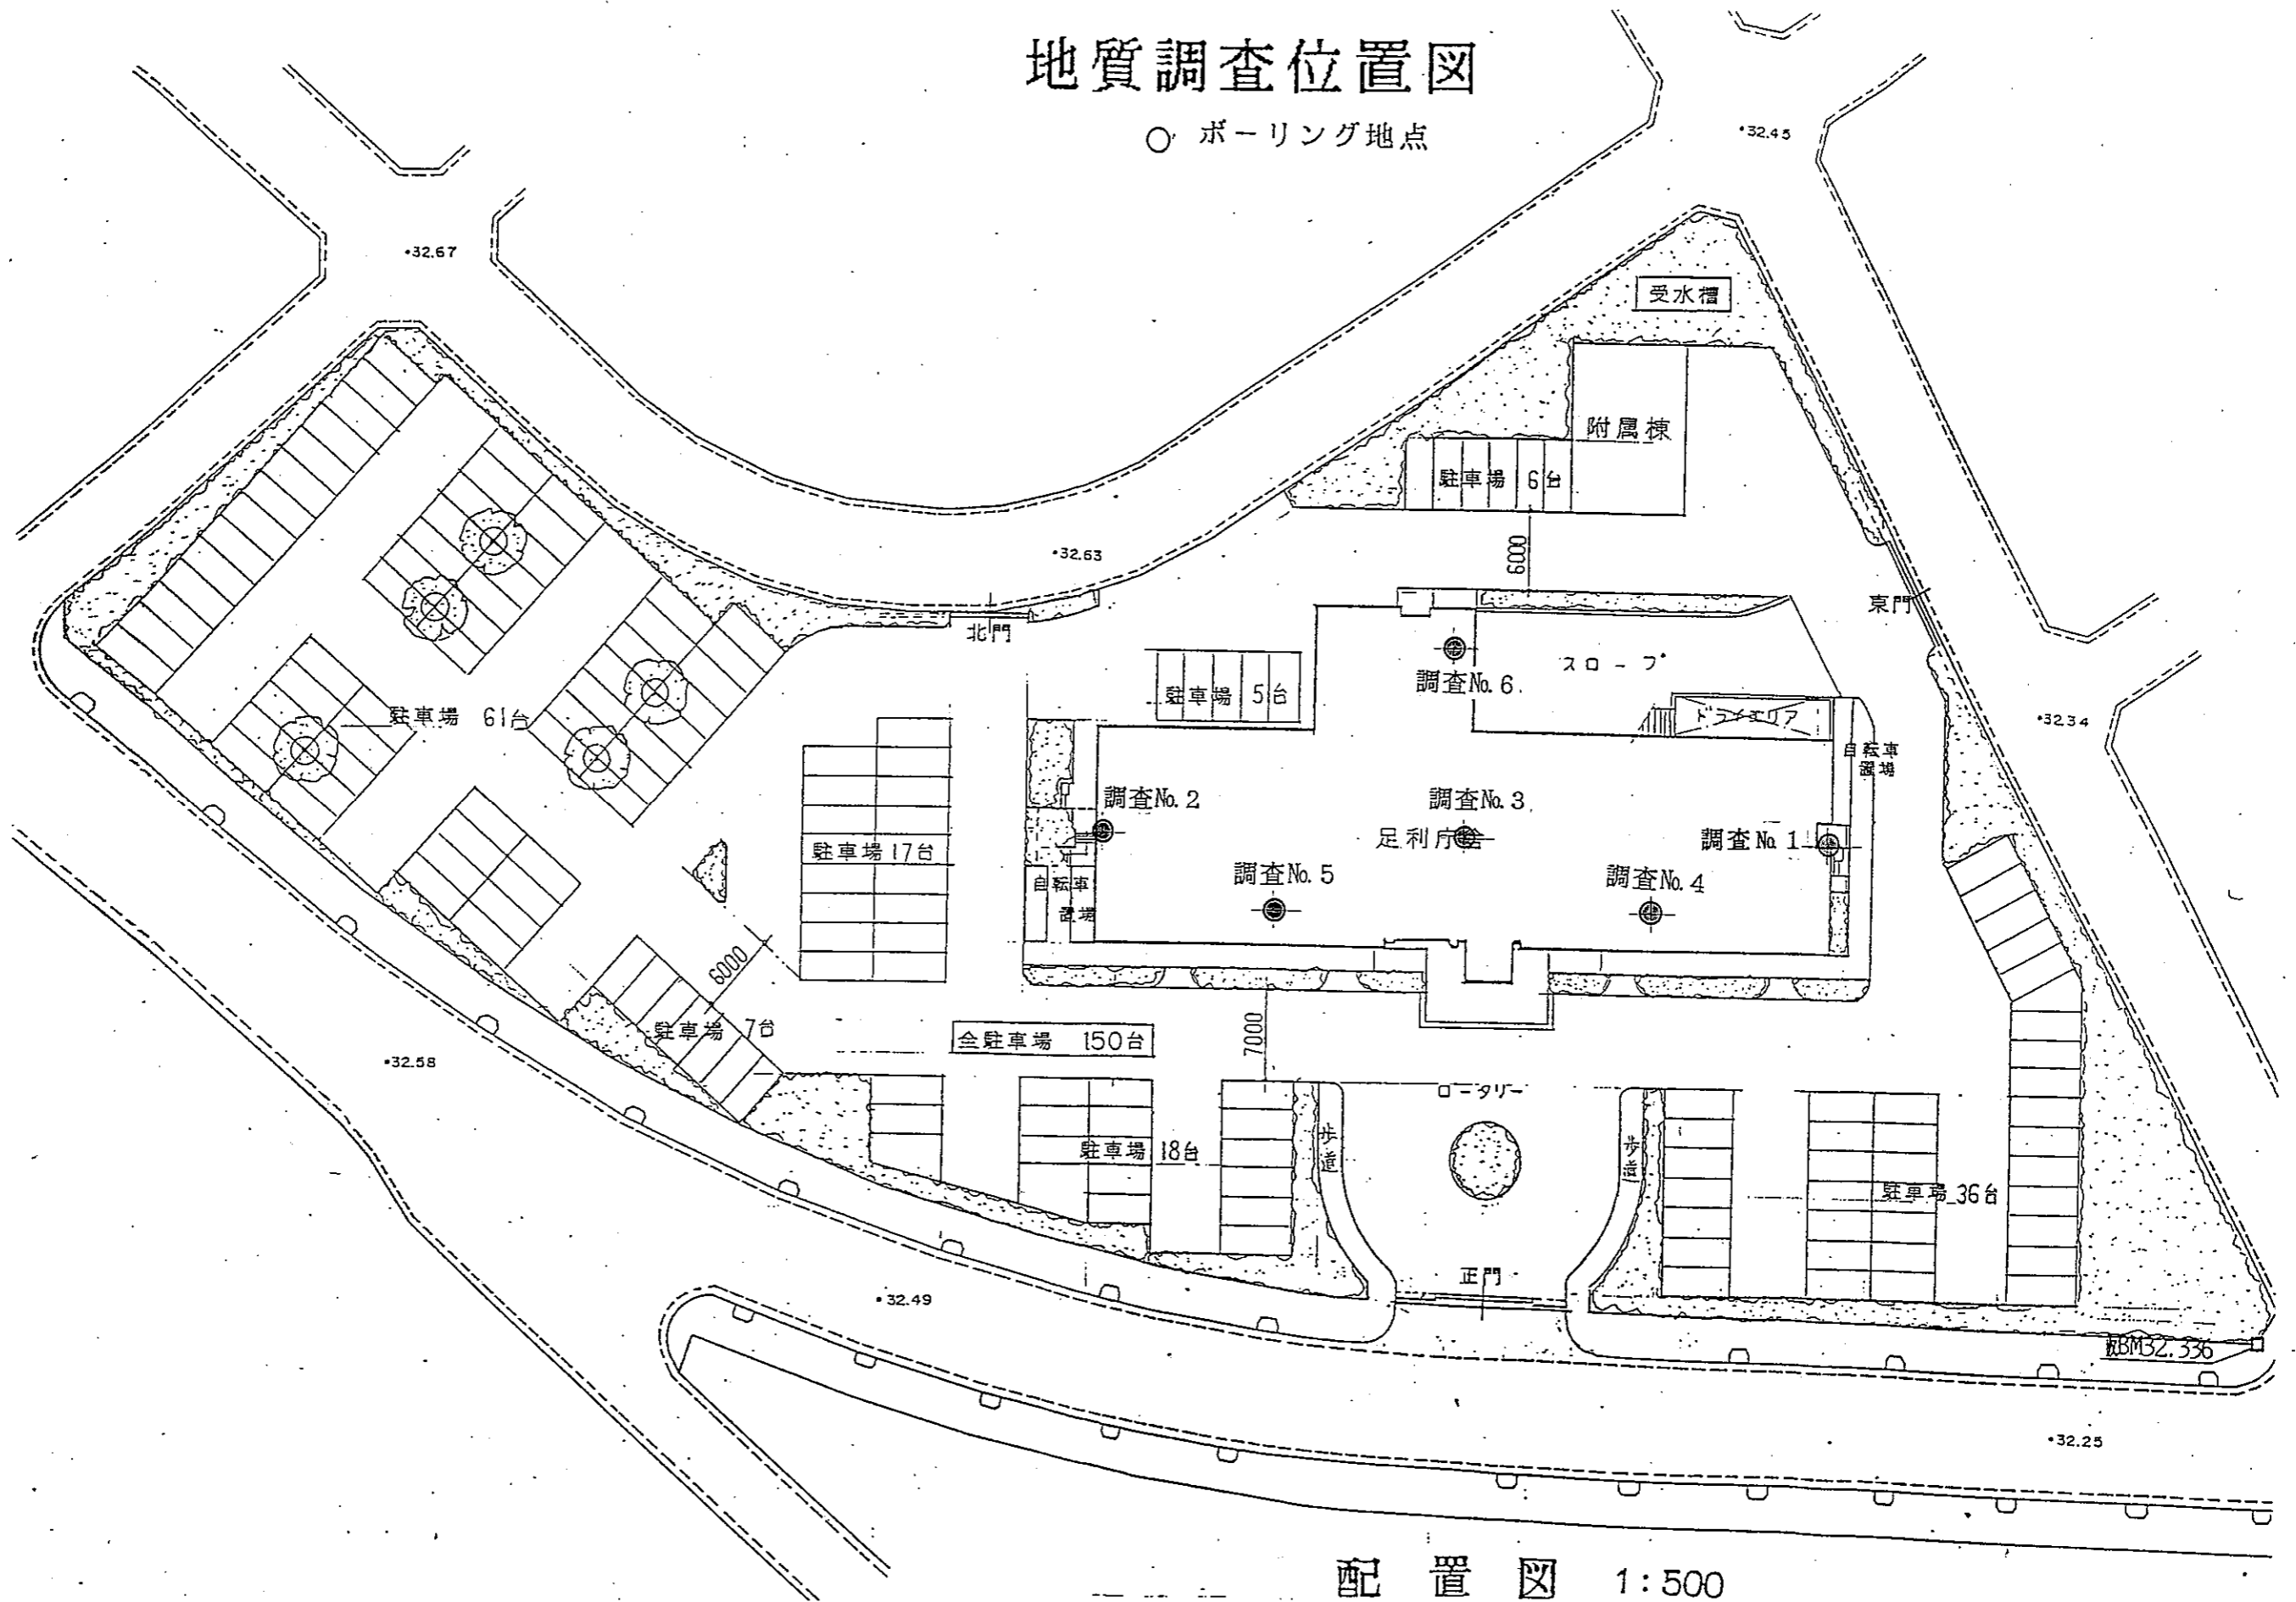 地質調査位置図
○ ボーリング地点
•32.45
•32.67
受水槽
附属棟
駐車場 6台
•32.63
6000
東門
北門
スロープ
調査No.6
駐車場 5台
駐車場 61台
ドライエリア
•32.34
自転車
置場
調査No.2
調査No.3
足利庁舎
調査No.1
駐車場17台
調査No.5
調査No.4
自転車
置場
6000
駐車場 7台
全駐車場 150台
7000
•32.58
ロータリー
歩道
歩道
駐車場 18台
駐車場 36台
正門
•32.49
BM32.336
•32.25
配置図 1:500